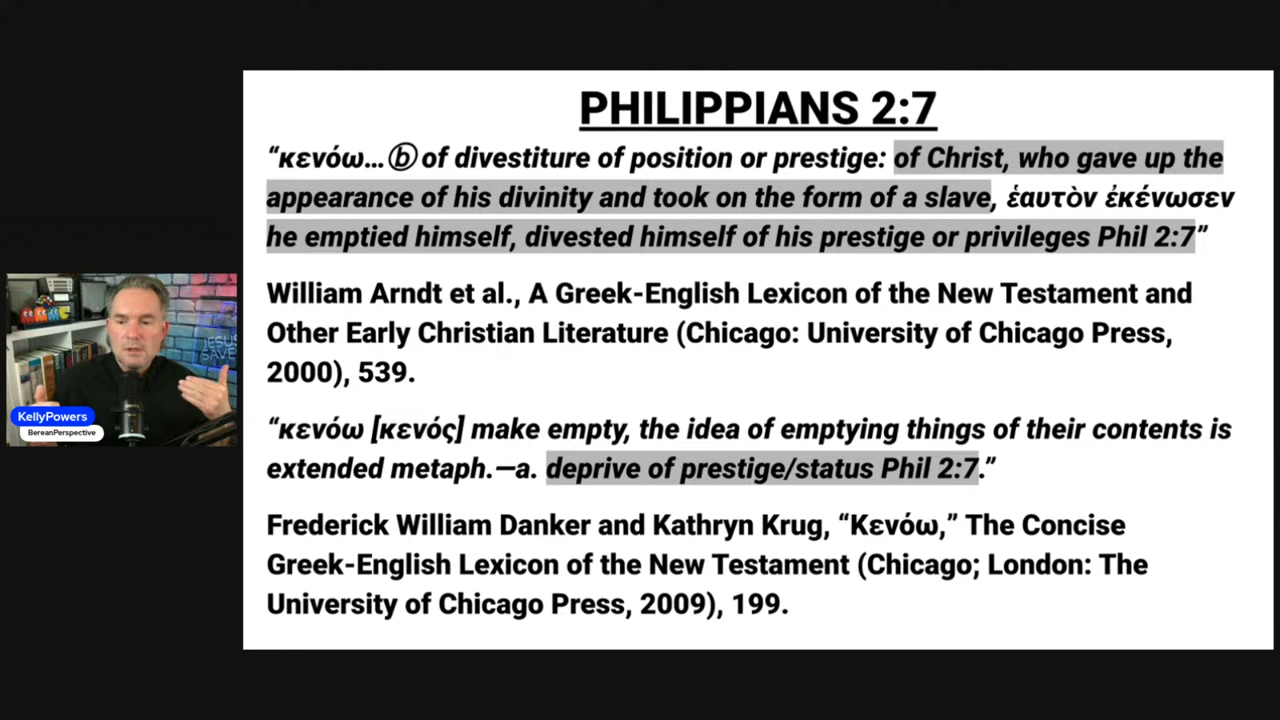 PHILIPPIANS 2:7
“κενόω…ⓑ of divestiture of position or prestige: of Christ, who gave up the
appearance of his divinity and took on the form of a slave, ἑαυτὸν ἐκένωσεν
he emptied himself, divested himself of his prestige or privileges Phil 2:7”
William Arndt et al., A Greek-English Lexicon of the New Testament and
Other Early Christian Literature (Chicago: University of Chicago Press,
2000), 539.
“κενόω [κενός] make empty, the idea of emptying things of their contents is
extended metaph.—a. deprive of prestige/status Phil 2:7.”
Frederick William Danker and Kathryn Krug, “Κενόω,” The Concise
Greek-English Lexicon of the New Testament (Chicago; London: The
University of Chicago Press, 2009), 199.
JESUS
SAVES
KellyPowers
BereanPerspective